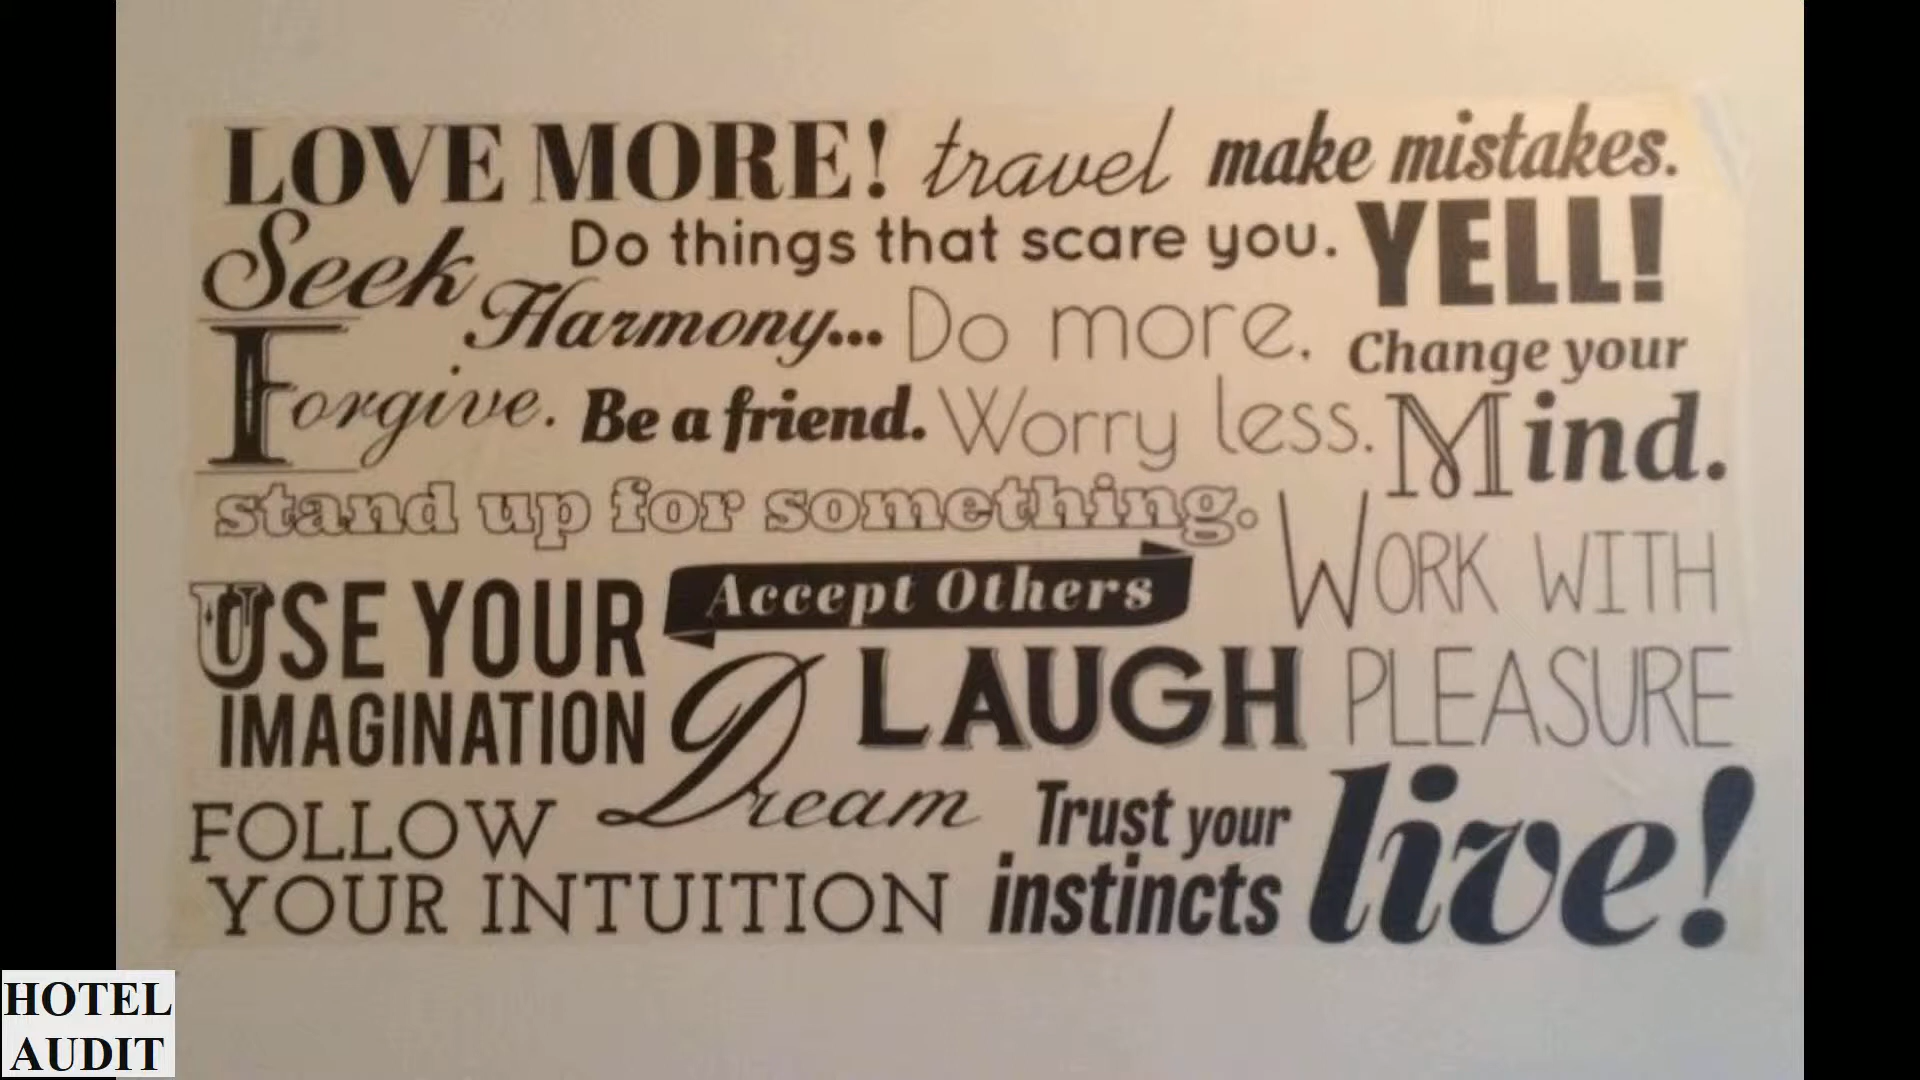 LOVE MORE! travel make mistakes.
Seek Do things that scare you. YELL!
Harmony... Do more. Change your
Forgive. Be a friend. Worry less. Mind.
stand up for something.
USE YOUR Accept Others WORK WITH
IMAGINATION Dream LAUGH PLEASURE
FOLLOW Trust your live!
YOUR INTUITION instincts
HOTEL
AUDIT